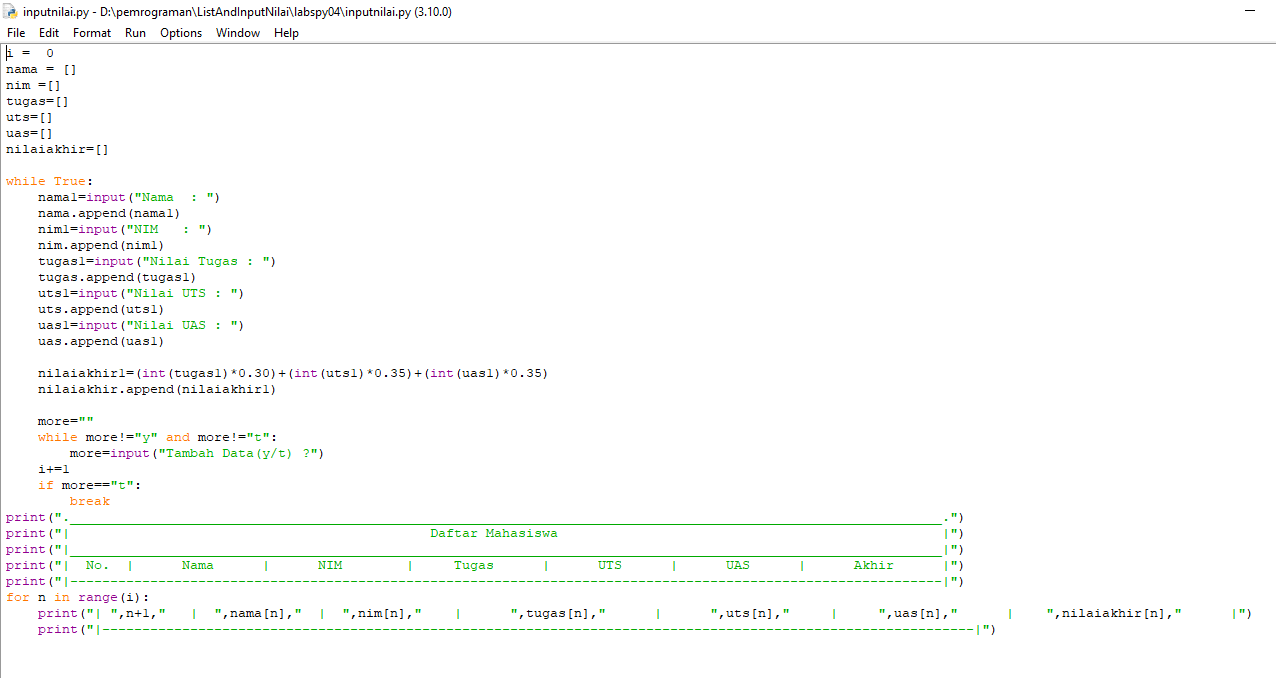 inputnilai.py - D:\pemrograman\ListAndInputNilai\labspy04\inputnilai.py (3.10.0)
File Edit Format Run Options Window Help
i =  0
nama = []
nim =[]
tugas=[]
uts=[]
uas=[]
nilaiakhir=[]

while True:
    nama1=input("Nama  : ")
    nama.append(nama1)
    nim1=input("NIM   : ")
    nim.append(nim1)
    tugas1=input("Nilai Tugas : ")
    tugas.append(tugas1)
    uts1=input("Nilai UTS : ")
    uts.append(uts1)
    uas1=input("Nilai UAS : ")
    uas.append(uas1)

    nilaiakhir1=(int(tugas1)*0.30)+(int(uts1)*0.35)+(int(uas1)*0.35)
    nilaiakhir.append(nilaiakhir1)

    more=""
    while more!="y" and more!="t":
        more=input("Tambah Data(y/t) ?")
    i+=1
    if more=="t":
        break
print("._____________________________________________________________________________________________________________.")
print("|                                             Daftar Mahasiswa                                                |")
print("|_____________________________________________________________________________________________________________|")
print("|  No.  |      Nama      |      NIM        |     Tugas      |      UTS      |      UAS      |      Akhir      |")
print("|-------------------------------------------------------------------------------------------------------------|")
for n in range(i):
    print("| ",n+1,"   |  ",nama[n],"  |  ",nim[n],"    |      ",tugas[n],"      |      ",uts[n],"     |     ",uas[n],"      |    ",nilaiakhir[n],"      |")
    print("|-------------------------------------------------------------------------------------------------------------|")